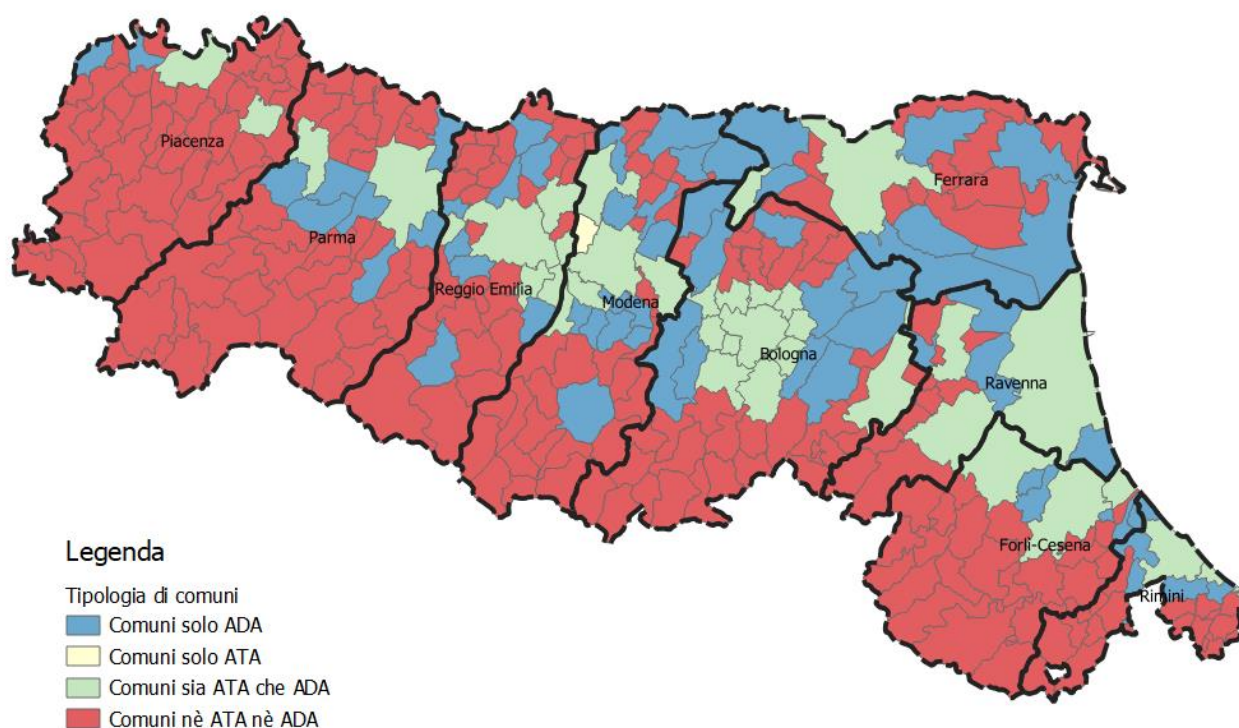 Piacenza
Parma
Reggio Emilia
Modena
Bologna
Ferrara
Ravenna
Forlì-Cesena
Rimini
Legenda
Tipologia di comuni
Comuni solo ADA
Comuni solo ATA
Comuni sia ATA che ADA
Comuni nè ATA nè ADA